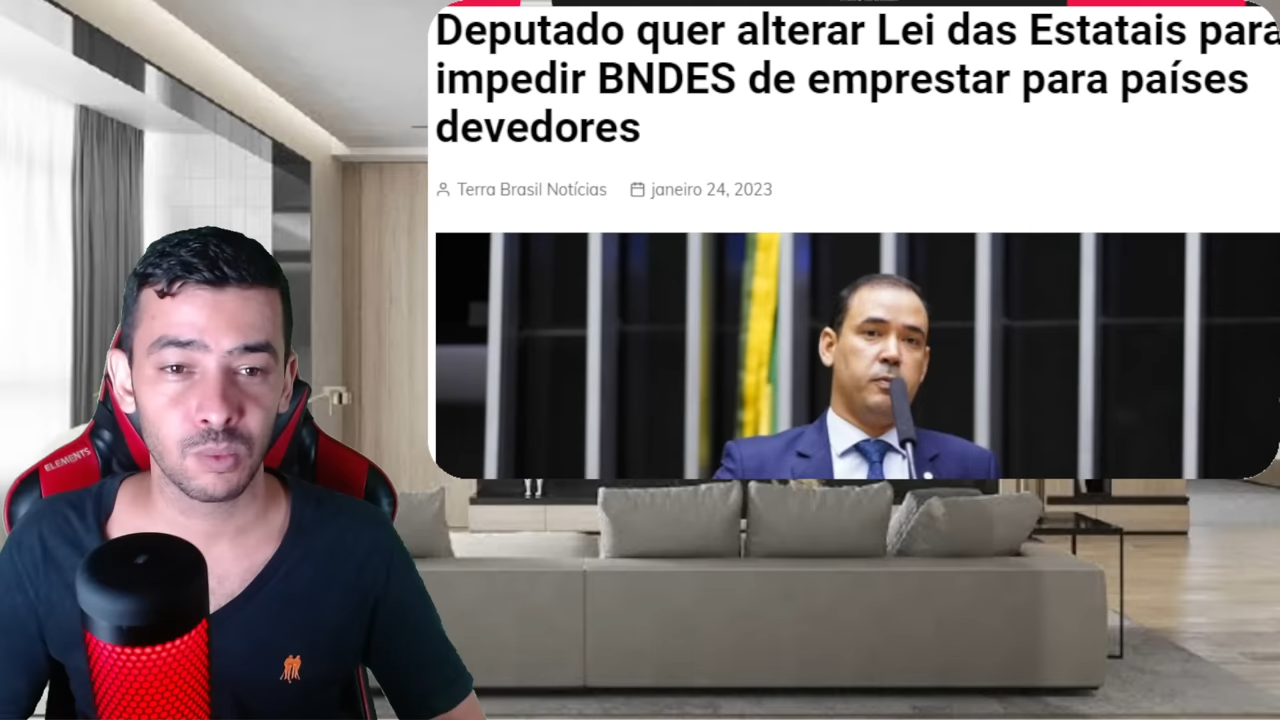 Deputado quer alterar Lei das Estatais para
impedir BNDES de emprestar para países
devedores
Terra Brasil Notícias janeiro 24, 2023
ELEMENTS